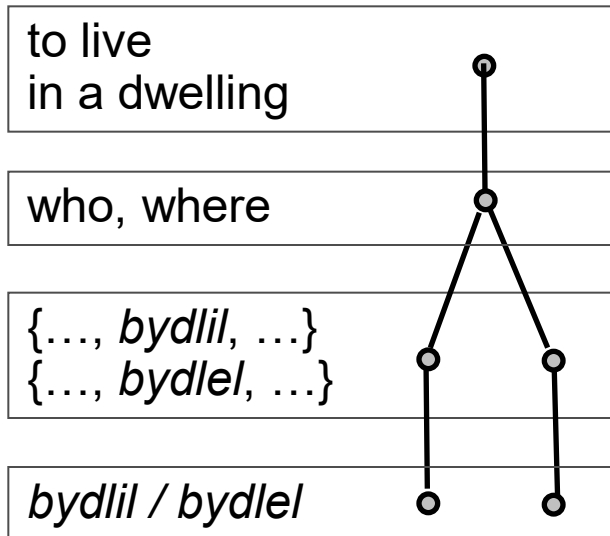 to live
in a dwelling
who, where
{…, bydlil, …}
{…, bydlel, …}
bydlil / bydlel